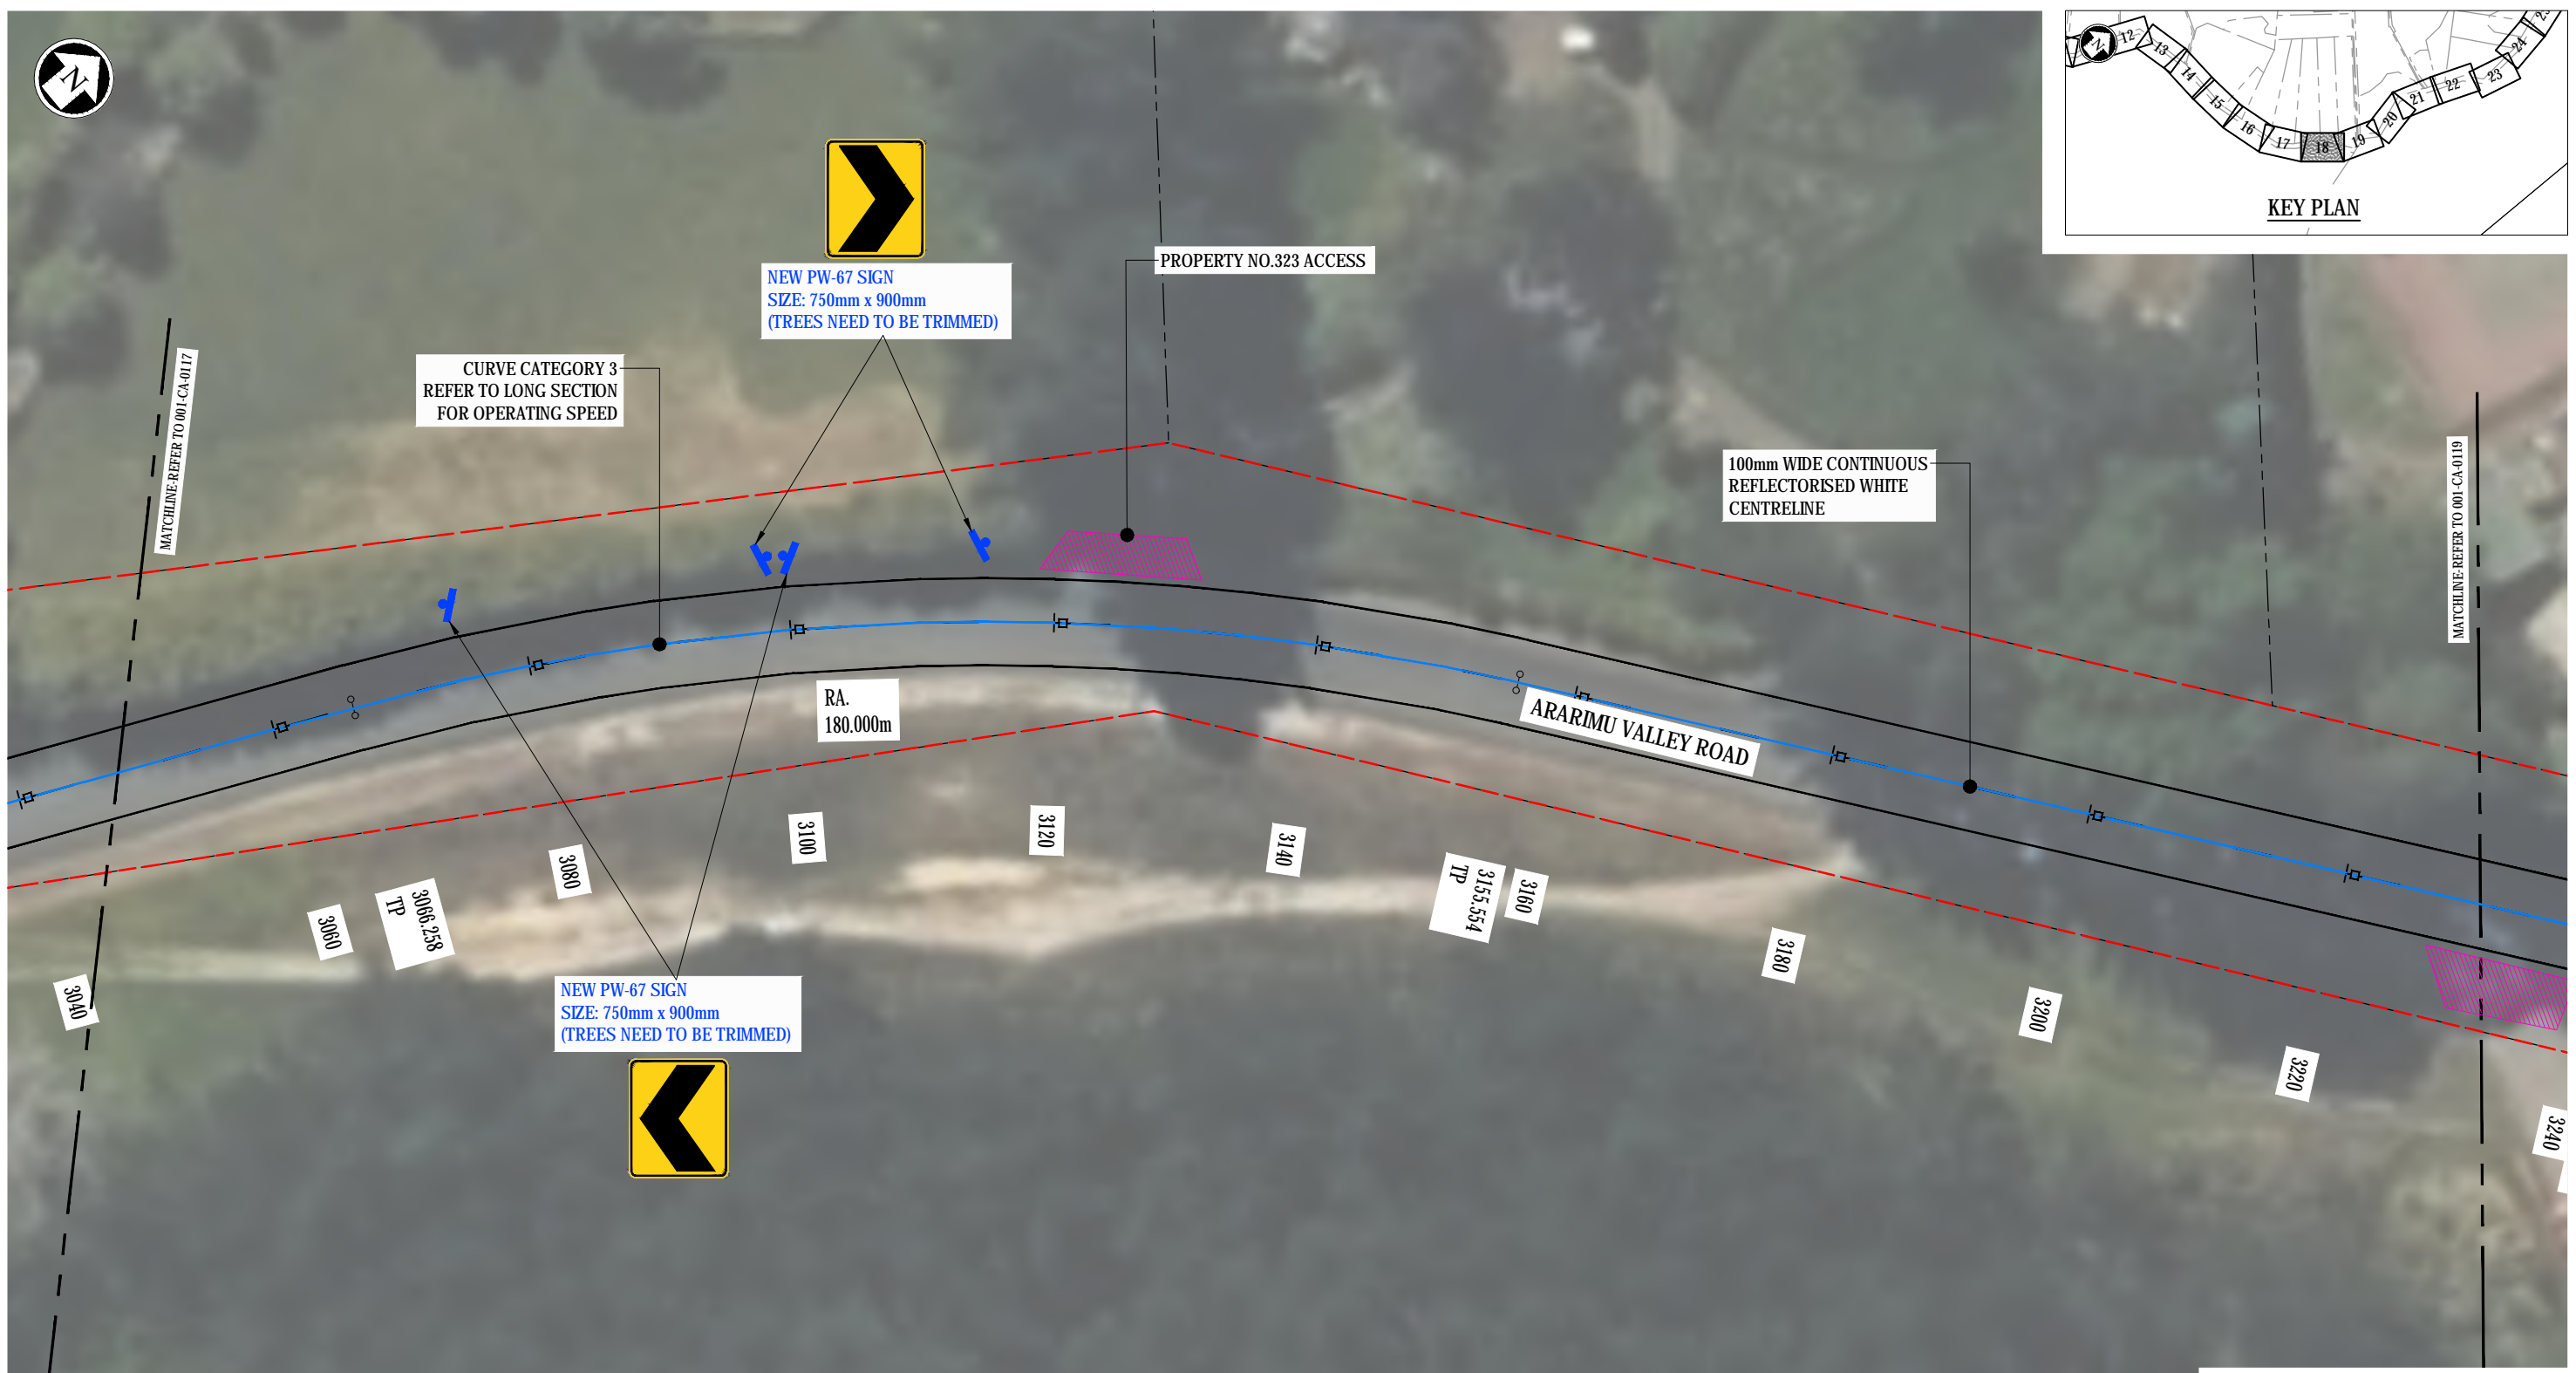 N
N
12
13
14
15
16
17
18
19
20
21
22
23
24
KEY PLAN
NEW PW-67 SIGN
SIZE: 750mm x 900mm
(TREES NEED TO BE TRIMMED)
PROPERTY NO.323 ACCESS
CURVE CATEGORY 3
REFER TO LONG SECTION
FOR OPERATING SPEED
MATCHLINE-REFER TO 001-CA-0117
100mm WIDE CONTINUOUS
REFLECTORISED WHITE
CENTRELINE
MATCHLINE-REFER TO 001-CA-0119
RA.
180.000m
ARARIMU VALLEY ROAD
3040
3060
3066.258
TP
3080
3100
3120
3140
3155.554
TP
3160
3180
3200
3220
3240
NEW PW-67 SIGN
SIZE: 750mm x 900mm
(TREES NEED TO BE TRIMMED)